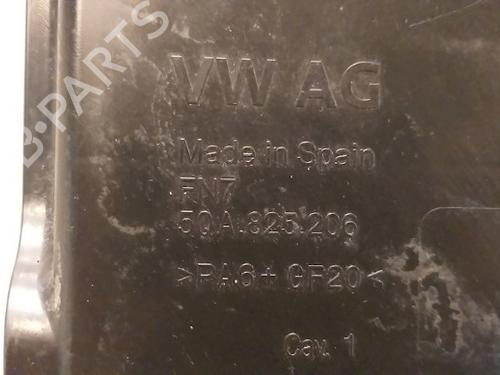 B-PARTS
VW AG
Made in Spain
FN7
5QA.825.206
>PA6+ GF20<
Cav. 1